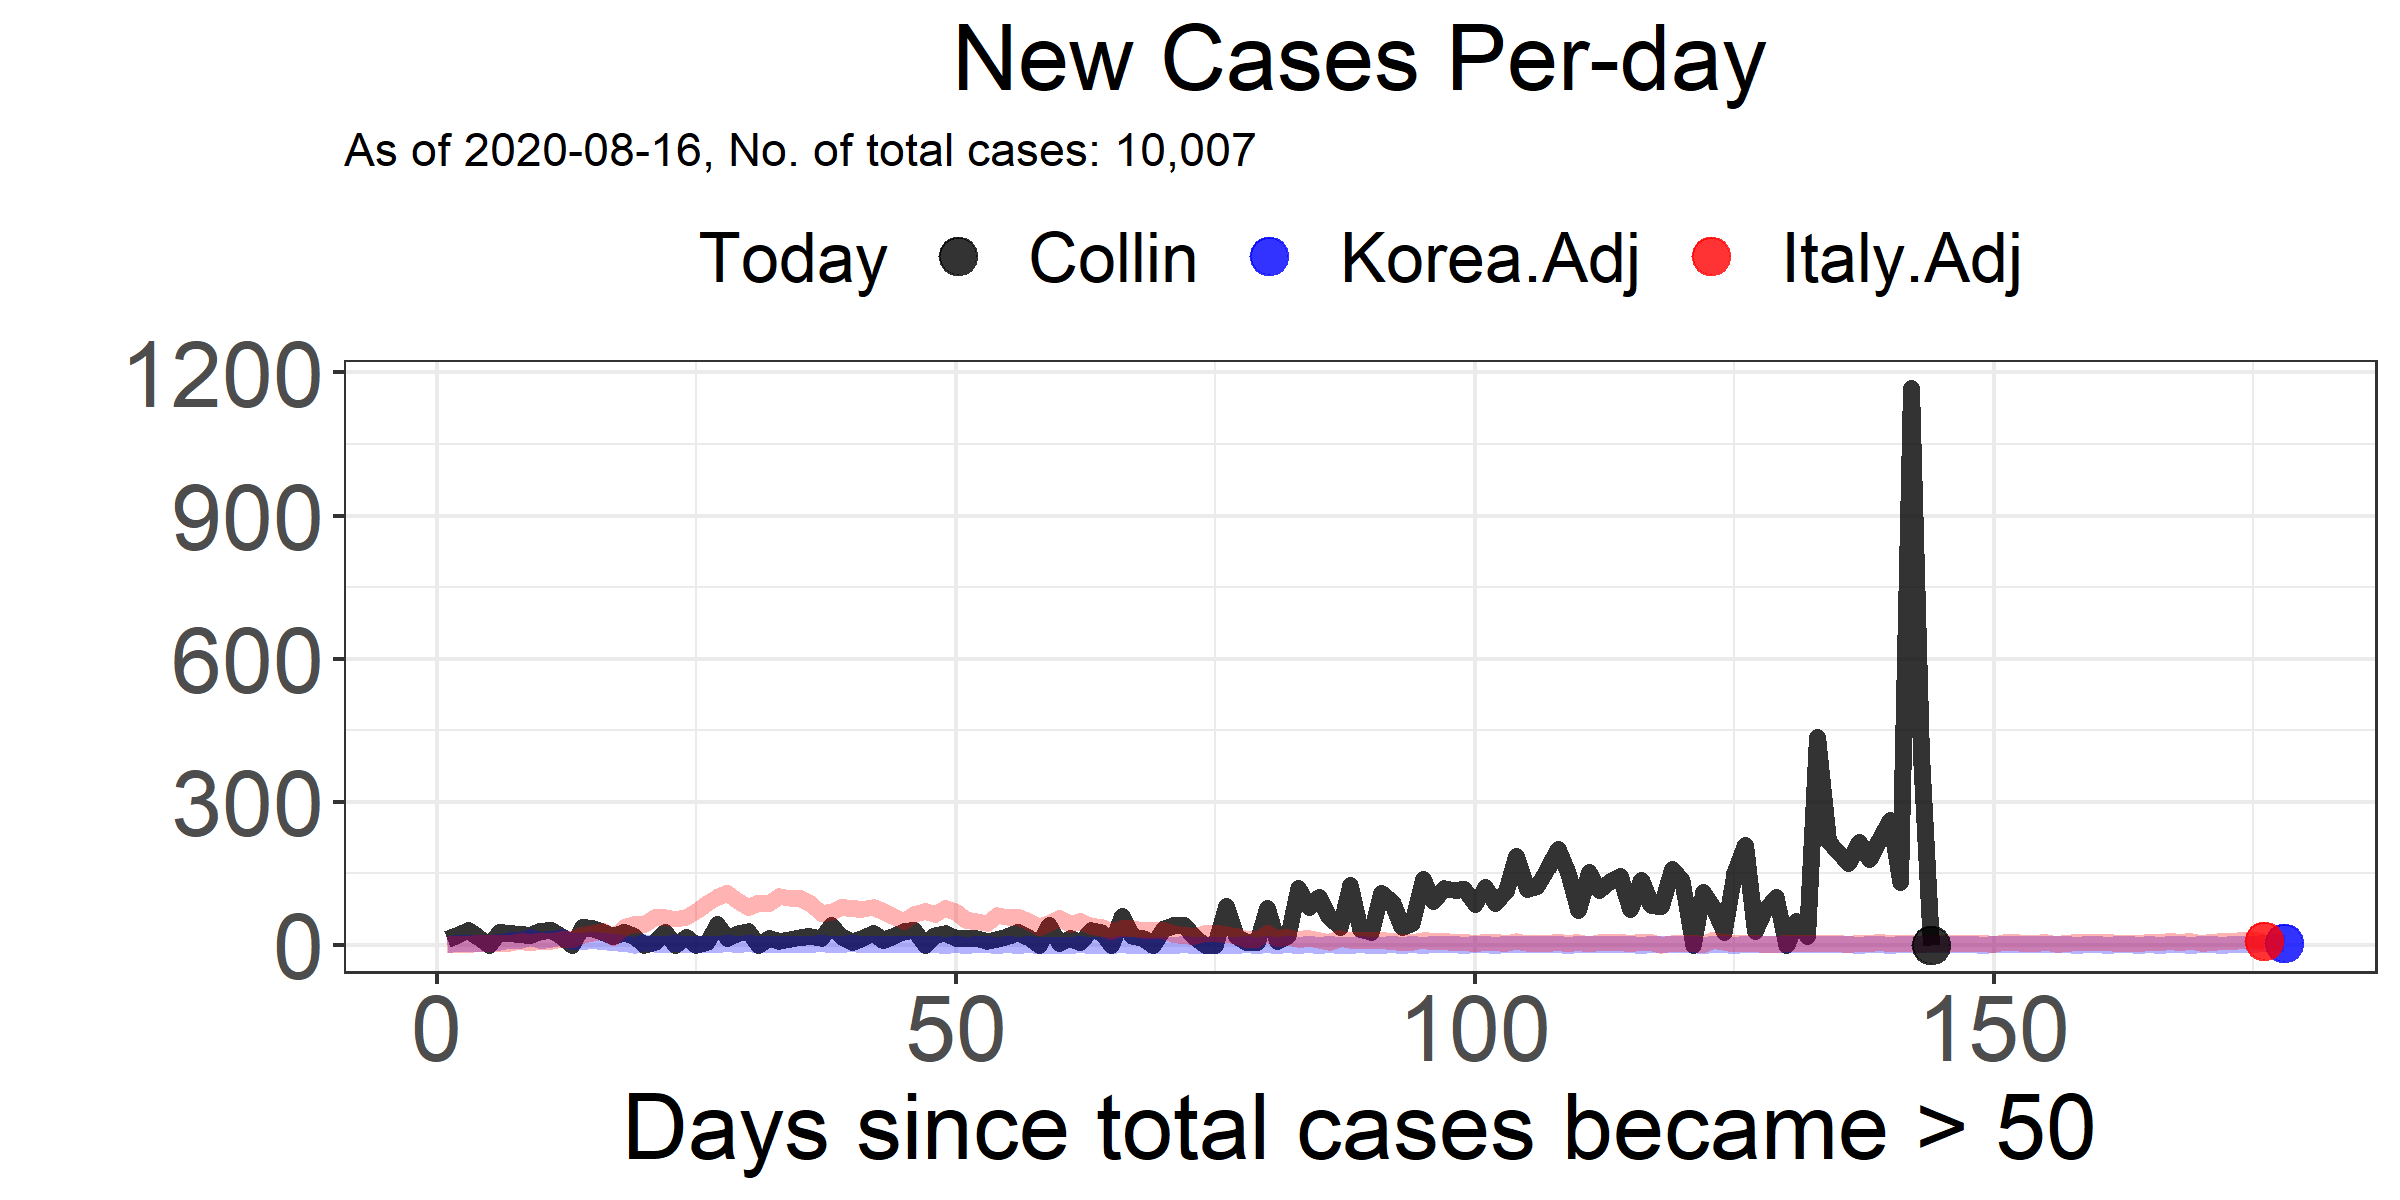 New Cases Per-day
As of 2020-08-16, No. of total cases: 10,007
Today Collin Korea.Adj Italy.Adj
1200
900
600
300
0
0 50 100 150
Days since total cases became > 50